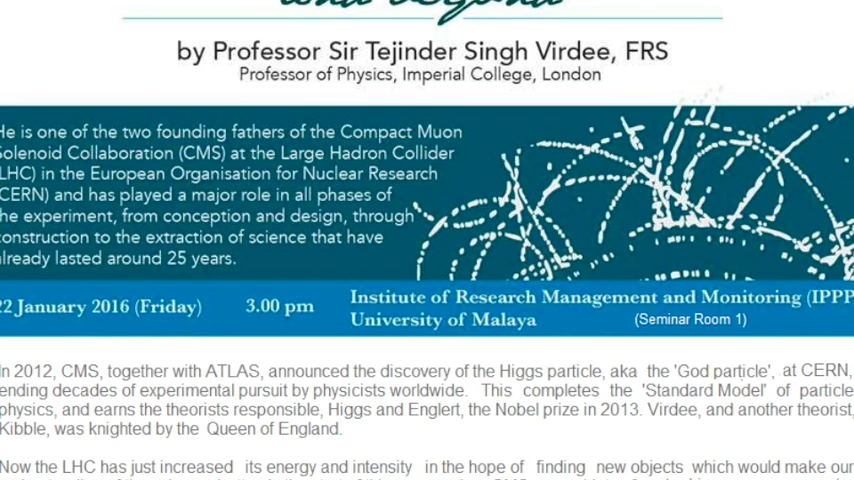 and beyond
by Professor Sir Tejinder Singh Virdee, FRS
Professor of Physics, Imperial College, London
He is one of the two founding fathers of the Compact Muon
Solenoid Collaboration (CMS) at the Large Hadron Collider
(LHC) in the European Organisation for Nuclear Research
(CERN) and has played a major role in all phases of
the experiment, from conception and design, through
construction to the extraction of science that have
already lasted around 25 years.
22 January 2016 (Friday) 3.00 pm Institute of Research Management and Monitoring (IPPP
University of Malaya (Seminar Room 1)
In 2012, CMS, together with ATLAS, announced the discovery of the Higgs particle, aka the 'God particle', at CERN,
ending decades of experimental pursuit by physicists worldwide. This completes the 'Standard Model' of particle
physics, and earns the theorists responsible, Higgs and Englert, the Nobel prize in 2013. Virdee, and another theorist,
Kibble, was knighted by the Queen of England.
Now the LHC has just increased its energy and intensity in the hope of finding new objects which would make our